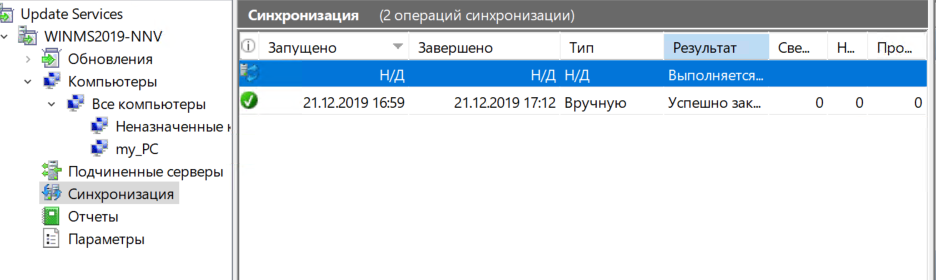 Update Services
WINMS2019-NNV
Обновления
Компьютеры
Все компьютеры
Неназначенные к
my_PC
Подчиненные серверы
Синхронизация
Отчеты
Параметры
Синхронизация (2 операций синхронизации)
Запущено Завершено Тип Результат Све... Н... Про...
Н/Д Н/Д Н/Д Выполняется...
21.12.2019 16:59 21.12.2019 17:12 Вручную Успешно зак... 0 0 0